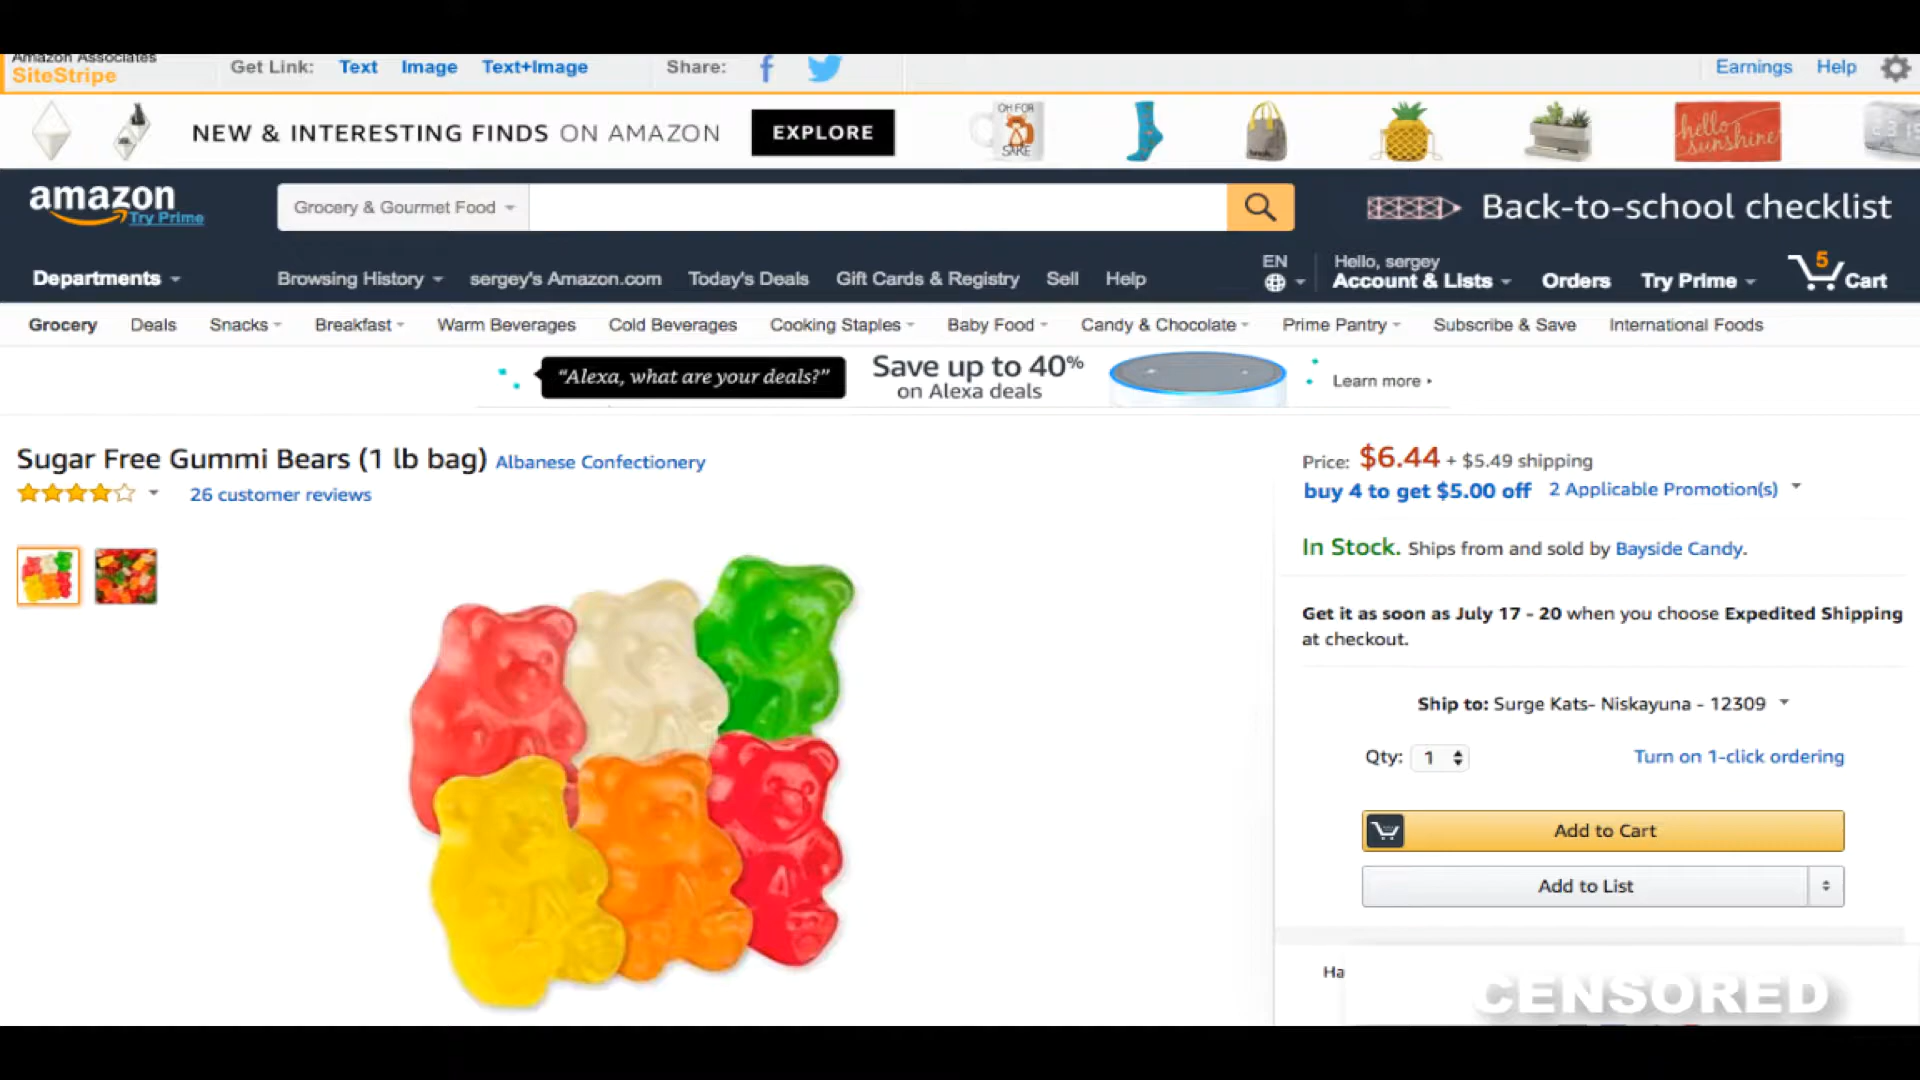 Amazon Associates
SiteStripe
Get Link: Text Image Text+Image Share: Earnings Help
NEW & INTERESTING FINDS ON AMAZON EXPLORE
OH FOR
SAKE
hello
sunshine
amazon
Try Prime
Grocery & Gourmet Food
Back-to-school checklist
Departments
Browsing History sergey's Amazon.com Today's Deals Gift Cards & Registry Sell Help
EN
Hello, sergey
Account & Lists
Orders
Try Prime
5
Cart
Grocery Deals Snacks Breakfast Warm Beverages Cold Beverages Cooking Staples Baby Food Candy & Chocolate Prime Pantry Subscribe & Save International Foods
“Alexa, what are your deals?”
Save up to 40%
on Alexa deals
Learn more
Sugar Free Gummi Bears (1 lb bag) Albanese Confectionery
26 customer reviews
Price: $6.44 + $5.49 shipping
buy 4 to get $5.00 off 2 Applicable Promotion(s)
In Stock. Ships from and sold by Bayside Candy.
Get it as soon as July 17 - 20 when you choose Expedited Shipping
at checkout.
Ship to: Surge Kats- Niskayuna - 12309
Qty: 1
Turn on 1-click ordering
Add to Cart
Add to List
Ha
CENSORED